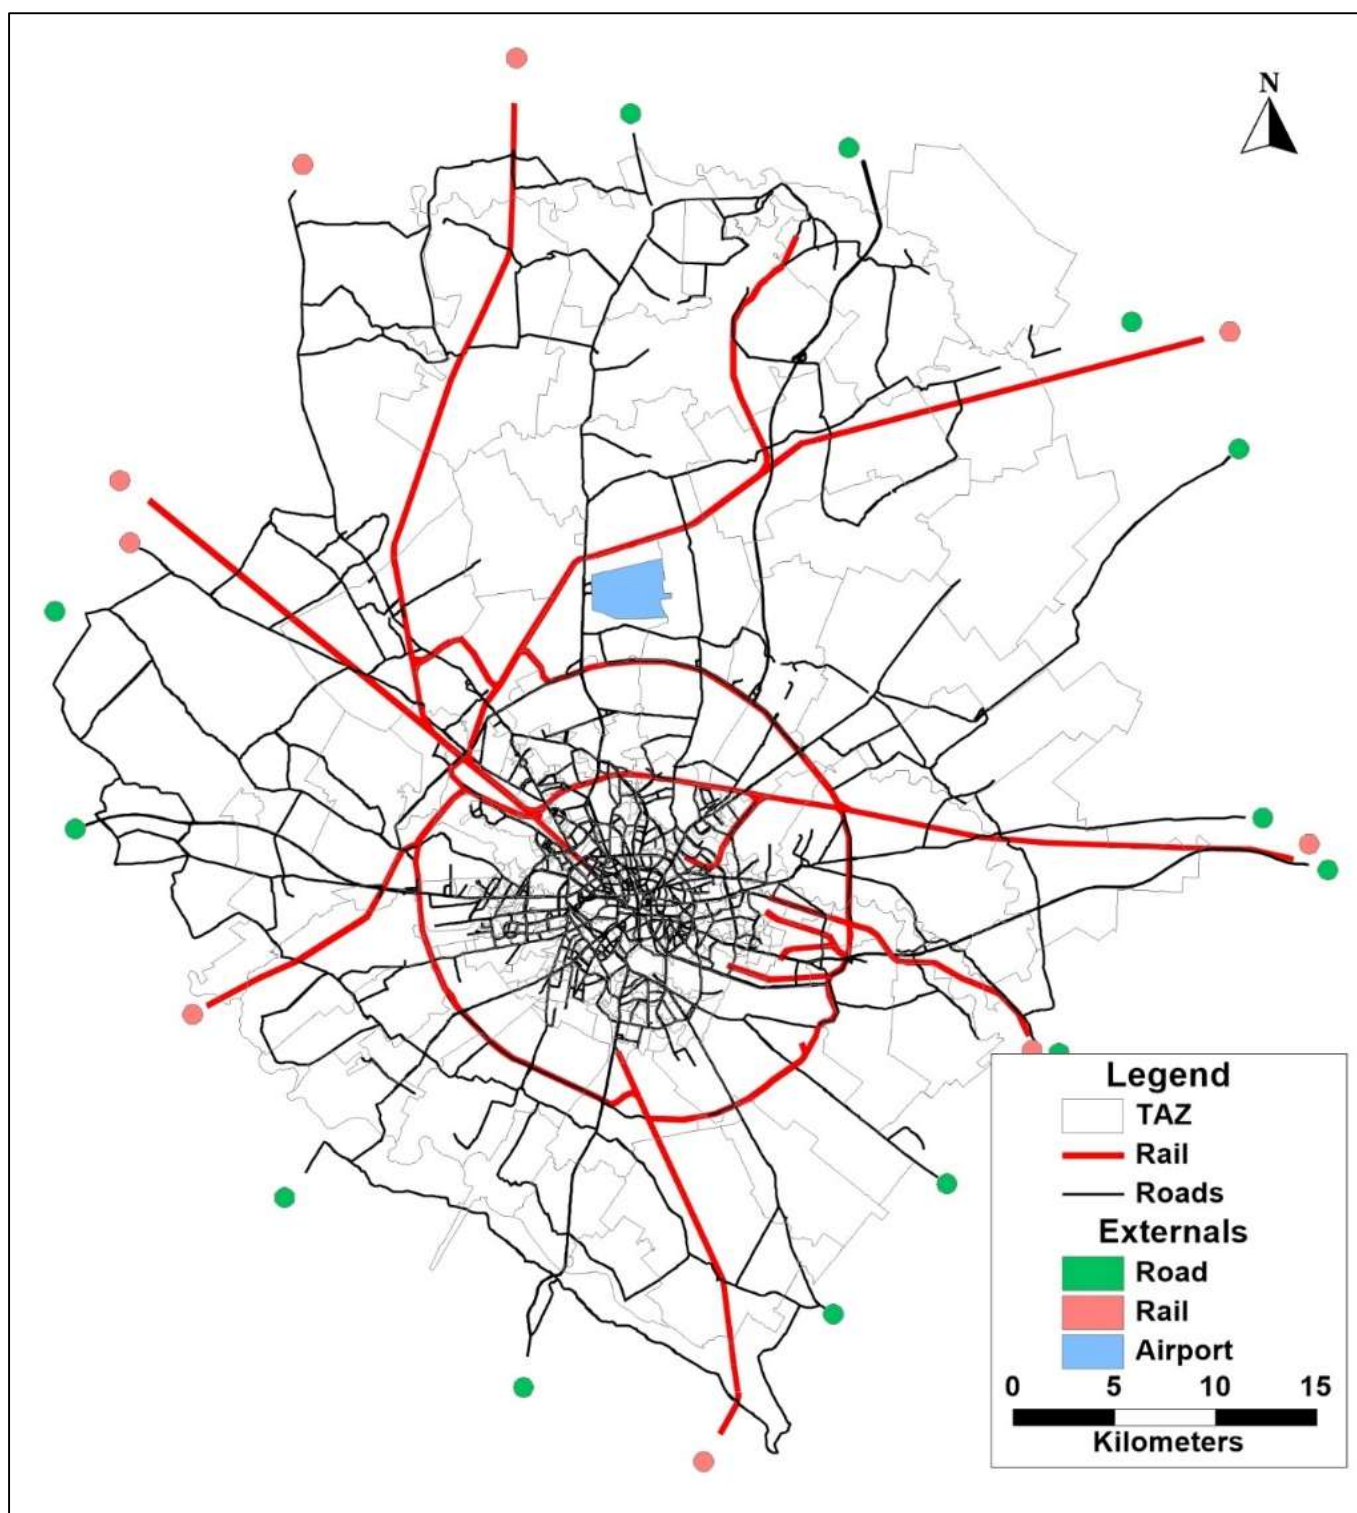 N
Legend
TAZ
Rail
Roads
Externals
Road
Rail
Airport
0 5 10 15
Kilometers